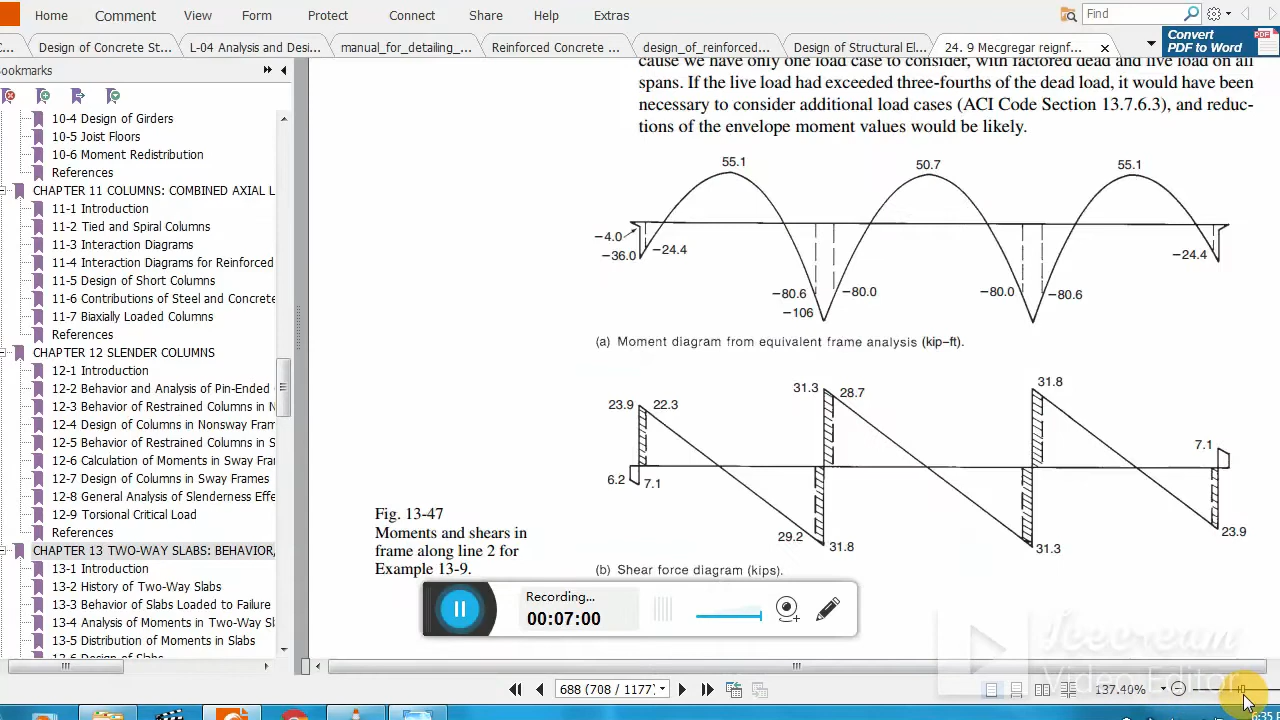 Home Comment View Form Protect Connect Share Help Extras Find
Design of Concrete St... L-04 Analysis and Desi... manual_for_detailing_... Reinforced Concrete ... design_of_reinforced... Design of Structural El... 24. 9 Mecgregar reignf... Convert PDF to Word PDF
ookmarks
10-4 Design of Girders
10-5 Joist Floors
10-6 Moment Redistribution
References
CHAPTER 11 COLUMNS: COMBINED AXIAL L
11-1 Introduction
11-2 Tied and Spiral Columns
11-3 Interaction Diagrams
11-4 Interaction Diagrams for Reinforced
11-5 Design of Short Columns
11-6 Contributions of Steel and Concrete
11-7 Biaxially Loaded Columns
References
CHAPTER 12 SLENDER COLUMNS
12-1 Introduction
12-2 Behavior and Analysis of Pin-Ended
12-3 Behavior of Restrained Columns in N
12-4 Design of Columns in Nonsway Fram
12-5 Behavior of Restrained Columns in S
12-6 Calculation of Moments in Sway Fra
12-7 Design of Columns in Sway Frames
12-8 General Analysis of Slenderness Effe
12-9 Torsional Critical Load
References
CHAPTER 13 TWO-WAY SLABS: BEHAVIOR,
13-1 Introduction
13-2 History of Two-Way Slabs
13-3 Behavior of Slabs Loaded to Failure
13-4 Analysis of Moments in Two-Way Sl
13-5 Distribution of Moments in Slabs
13-6 Design of Slabs
cause we have only one load case to consider, with factored dead and live load on all
spans. If the live load had exceeded three-fourths of the dead load, it would have been
necessary to consider additional load cases (ACI Code Section 13.7.6.3), and reduc-
tions of the envelope moment values would be likely.
55.1 50.7 55.1
−4.0
−36.0 −24.4 −24.4
−80.6 −80.0 −80.0 −80.6
−106
(a) Moment diagram from equivalent frame analysis (kip–ft).
31.3 28.7 31.8
23.9 22.3
7.1
6.2 7.1
29.2 31.8 31.3 23.9
(b) Shear force diagram (kips).
Fig. 13-47
Moments and shears in
frame along line 2 for
Example 13-9.
Recording...
00:07:00
Icecream
Video Editor
688 (708 / 1177) 137.40%
6:35